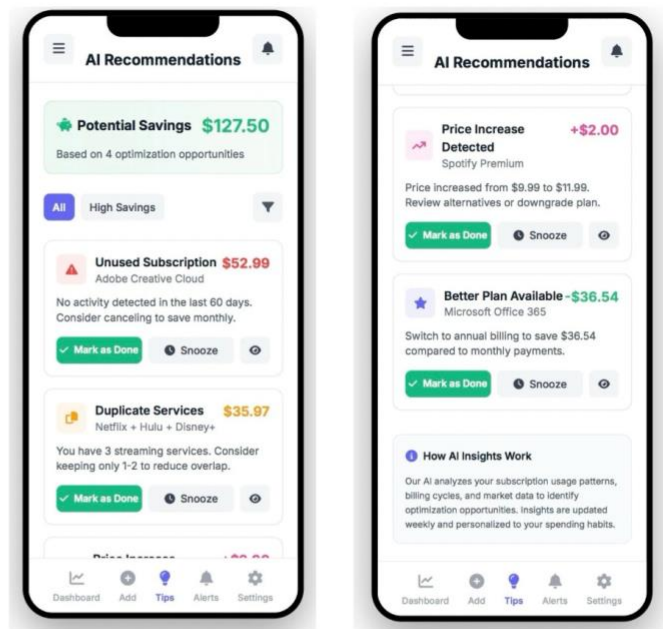 AI Recommendations
Potential Savings $127.50
Based on 4 optimization opportunities
All High Savings
Unused Subscription $52.99
Adobe Creative Cloud
No activity detected in the last 60 days.
Consider canceling to save monthly.
Mark as Done Snooze
Duplicate Services $35.97
Netflix + Hulu + Disney+
You have 3 streaming services. Consider
keeping only 1-2 to reduce overlap.
Mark as Done Snooze
Price Increase
Dashboard Add Tips Alerts Settings
AI Recommendations
Price Increase +$2.00
Detected
Spotify Premium
Price increased from $9.99 to $11.99.
Review alternatives or downgrade plan.
Mark as Done Snooze
Better Plan Available -$36.54
Microsoft Office 365
Switch to annual billing to save $36.54
compared to monthly payments.
Mark as Done Snooze
How AI Insights Work
Our AI analyzes your subscription usage patterns,
billing cycles, and market data to identify
optimization opportunities. Insights are updated
weekly and personalized to your spending habits.
Dashboard Add Tips Alerts Settings